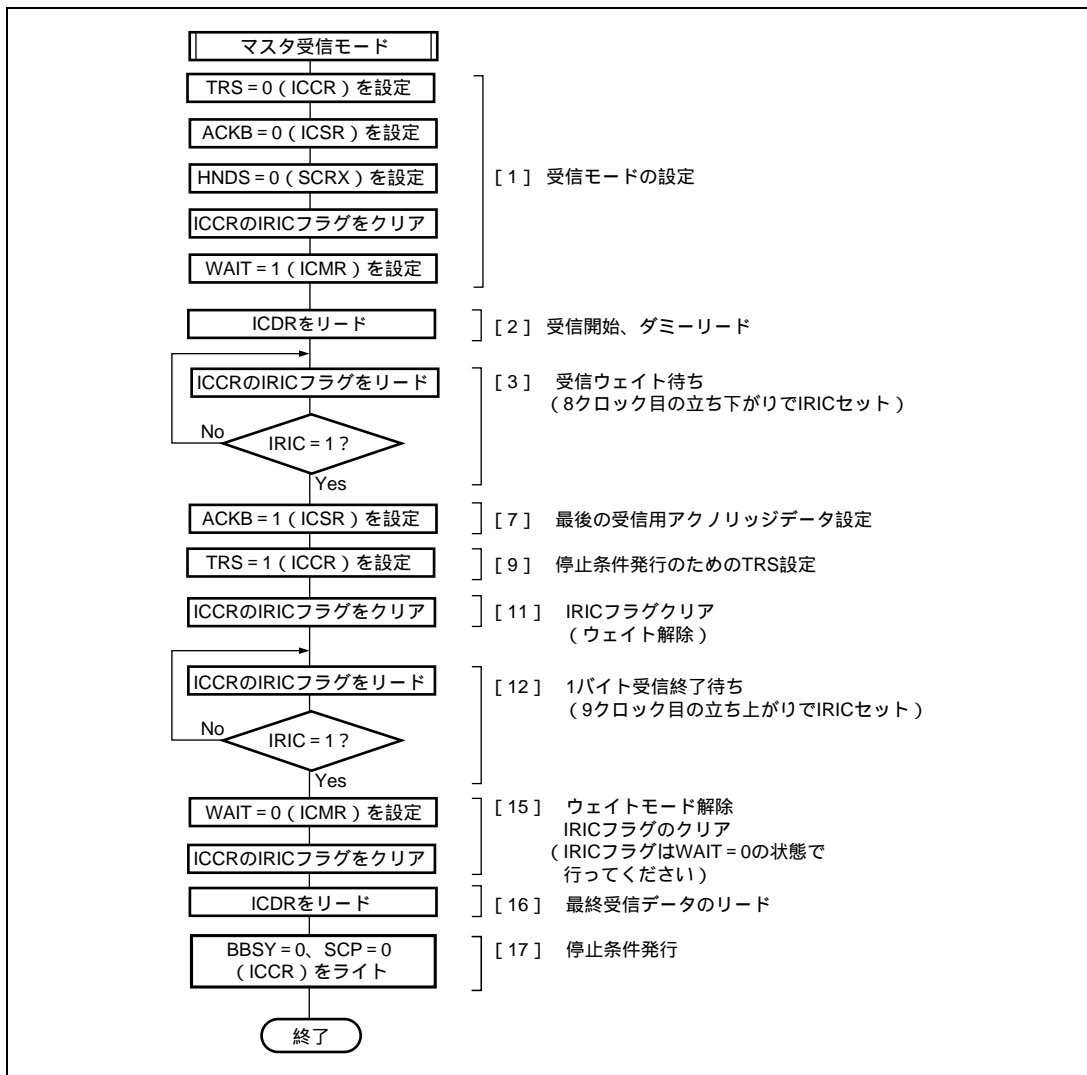 マスタ受信モード
TRS = 0 ( ICCR ) を設定
ACKB = 0 ( ICSR ) を設定
HNDS = 0 ( SCRX ) を設定
ICCRのIRICフラグをクリア
WAIT = 1 ( ICMR ) を設定
[ 1 ] 受信モードの設定
ICDRをリード
[ 2 ] 受信開始、ダミーリード
ICCRのIRICフラグをリード
[ 3 ] 受信ウェイト待ち
( 8クロック目の立ち下がりでIRICセット )
No
IRIC = 1 ?
Yes
ACKB = 1 ( ICSR ) を設定
[ 7 ] 最後の受信用アクノリッジデータ設定
TRS = 1 ( ICCR ) を設定
[ 9 ] 停止条件発行のためのTRS設定
ICCRのIRICフラグをクリア
[ 11 ] IRICフラグクリア
( ウェイト解除 )
ICCRのIRICフラグをリード
[ 12 ] 1バイト受信終了待ち
( 9クロック目の立ち上がりでIRICセット )
No
IRIC = 1 ?
Yes
WAIT = 0 ( ICMR ) を設定
[ 15 ] ウェイトモード解除
IRICフラグのクリア
( IRICフラグはWAIT = 0の状態で
行ってください )
ICCRのIRICフラグをクリア
ICDRをリード
[ 16 ] 最終受信データのリード
BBSY = 0、SCP = 0
( ICCR ) をライト
[ 17 ] 停止条件発行
終了